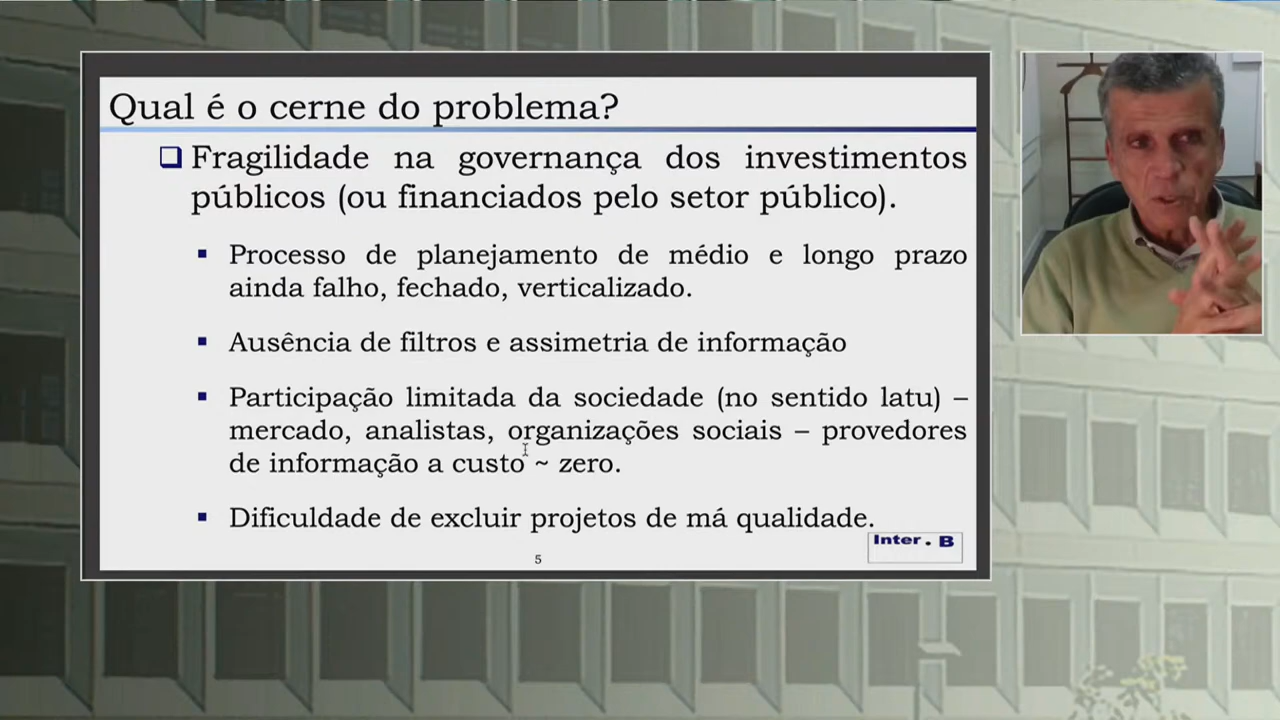 Qual é o cerne do problema?
❑ Fragilidade na governança dos investimentos
públicos (ou financiados pelo setor público).
▪ Processo de planejamento de médio e longo prazo
ainda falho, fechado, verticalizado.
▪ Ausência de filtros e assimetria de informação
▪ Participação limitada da sociedade (no sentido latu) –
mercado, analistas, organizações sociais – provedores
de informação a custo ~ zero.
▪ Dificuldade de excluir projetos de má qualidade.
Inter . B
5